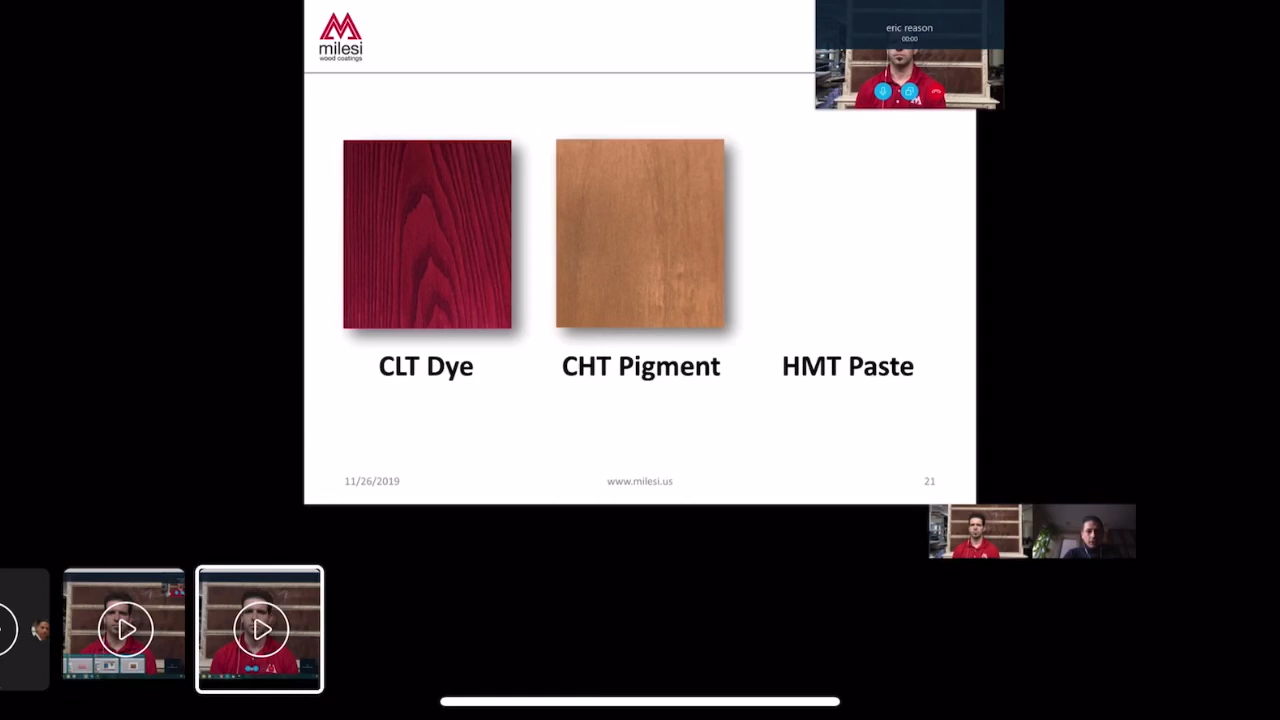 milesi
wood coatings
eric reason
00:00
CLT Dye
CHT Pigment
HMT Paste
11/26/2019
www.milesi.us
21